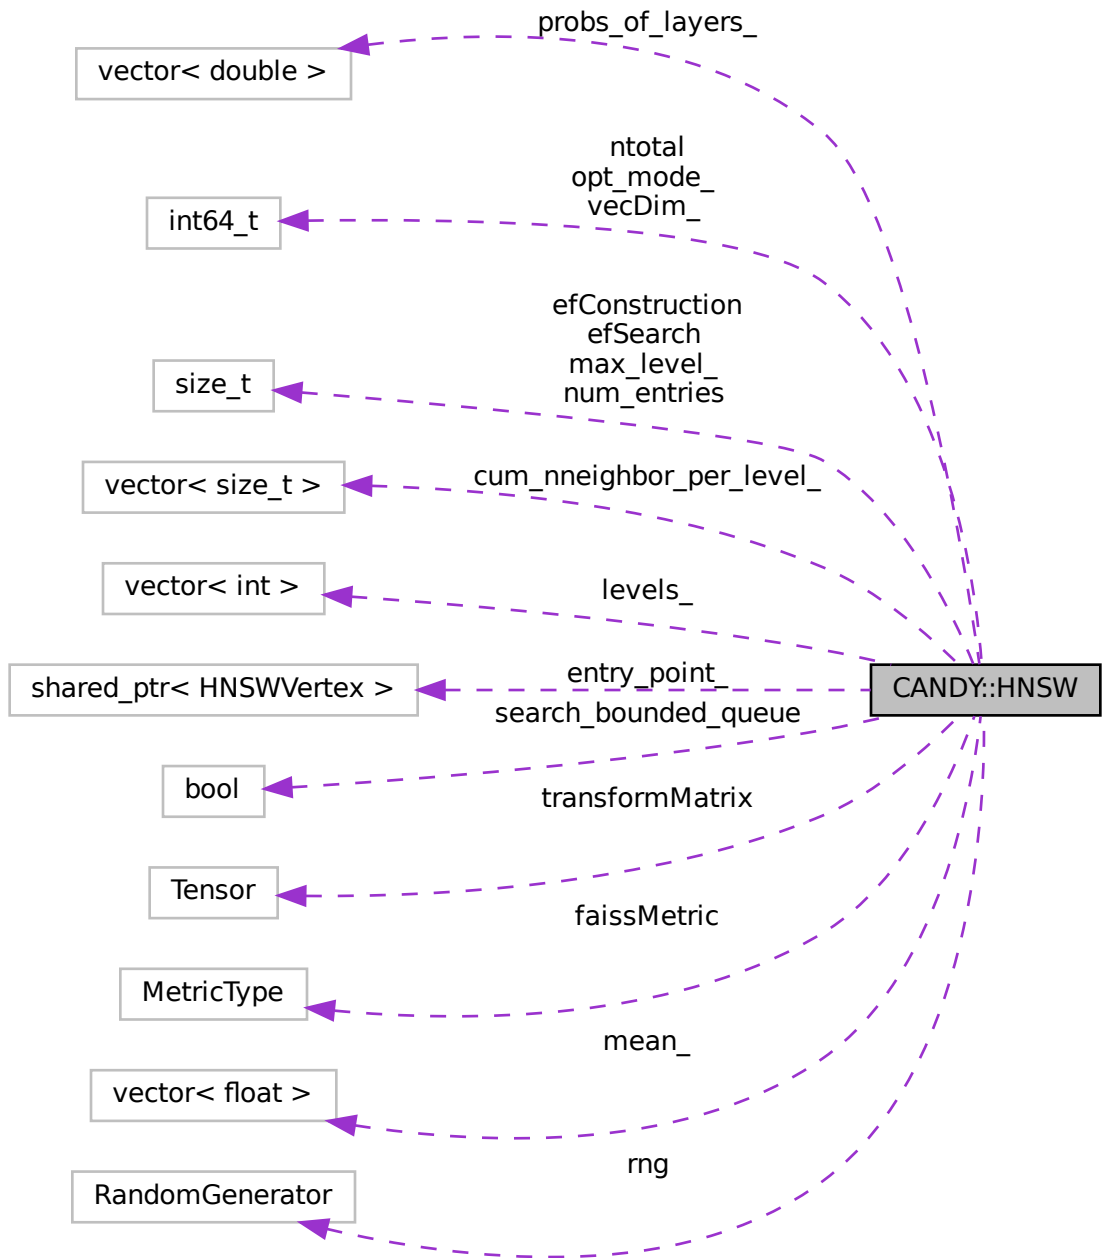 probs_of_layers_
vector< double >
ntotal
opt_mode_
vecDim_
int64_t
efConstruction
efSearch
max_level_
num_entries
size_t
cum_nneighbor_per_level_
vector< size_t >
levels_
vector< int >
entry_point_
shared_ptr< HNSWVertex >
CANDY::HNSW
search_bounded_queue
bool
transformMatrix
Tensor
faissMetric
MetricType
mean_
vector< float >
rng
RandomGenerator